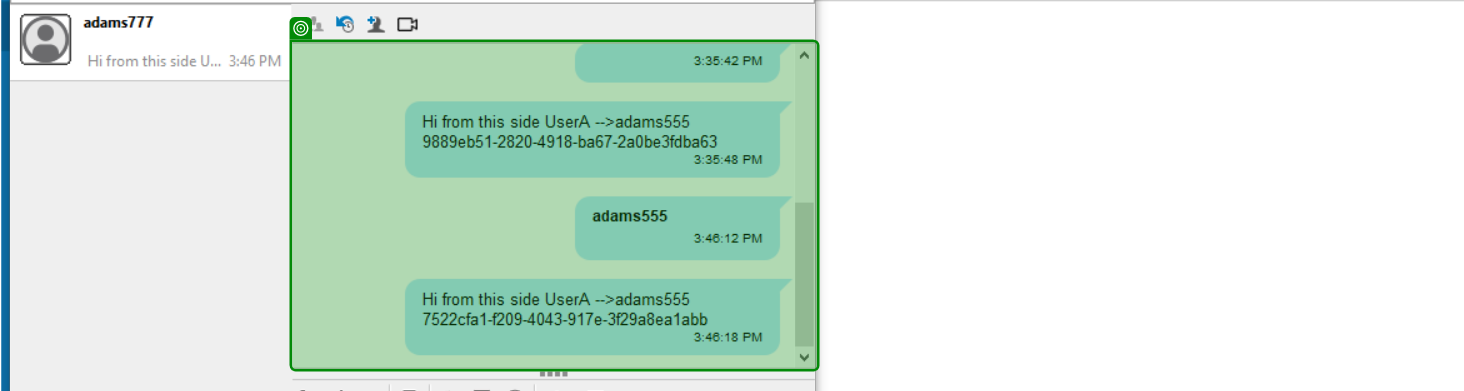 adams777
Hi from this side U... 3:46 PM
3:35:42 PM
Hi from this side UserA -->adams555
9889eb51-2820-4918-ba67-2a0be3fdba63
3:35:48 PM
adams555
3:46:12 PM
Hi from this side UserA -->adams555
7522cfa1-f209-4043-917e-3f29a8ea1abb
3:46:18 PM